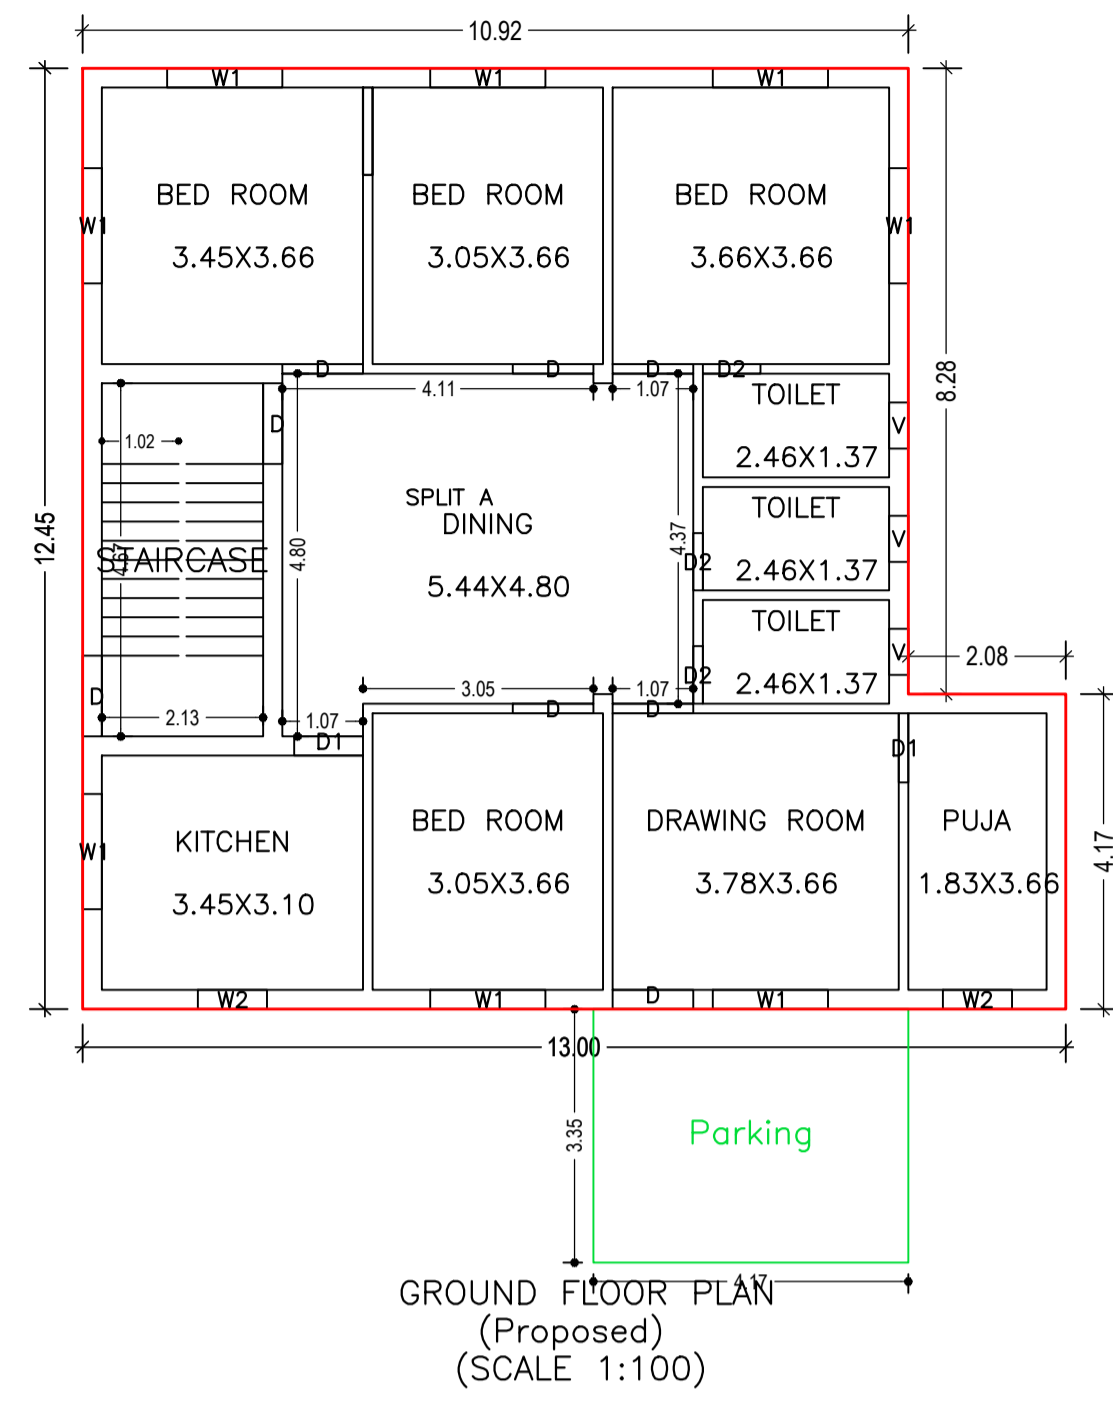 10.92
W1 W1 W1
BED ROOM BED ROOM BED ROOM
W1 W1
3.45X3.66 3.05X3.66 3.66X3.66
8.28
D D D D2
4.11 1.07
TOILET
D V
1.02
2.46X1.37
SPLIT A
DINING
TOILET
12.45
4.80 4.37 V
STAIRCASE
4.67
D2
2.46X1.37
5.44X4.80
TOILET
V 2.08
D2
2.46X1.37
D
3.05 1.07
D D
2.13 1.07
D1 D1
BED ROOM DRAWING ROOM PUJA
KITCHEN
W1 4.17
3.05X3.66 3.78X3.66 1.83X3.66
3.45X3.10
W2 W1 D W1 W2
13.00
3.35
Parking
4.17
GROUND FLOOR PLAN
(Proposed)
(SCALE 1:100)